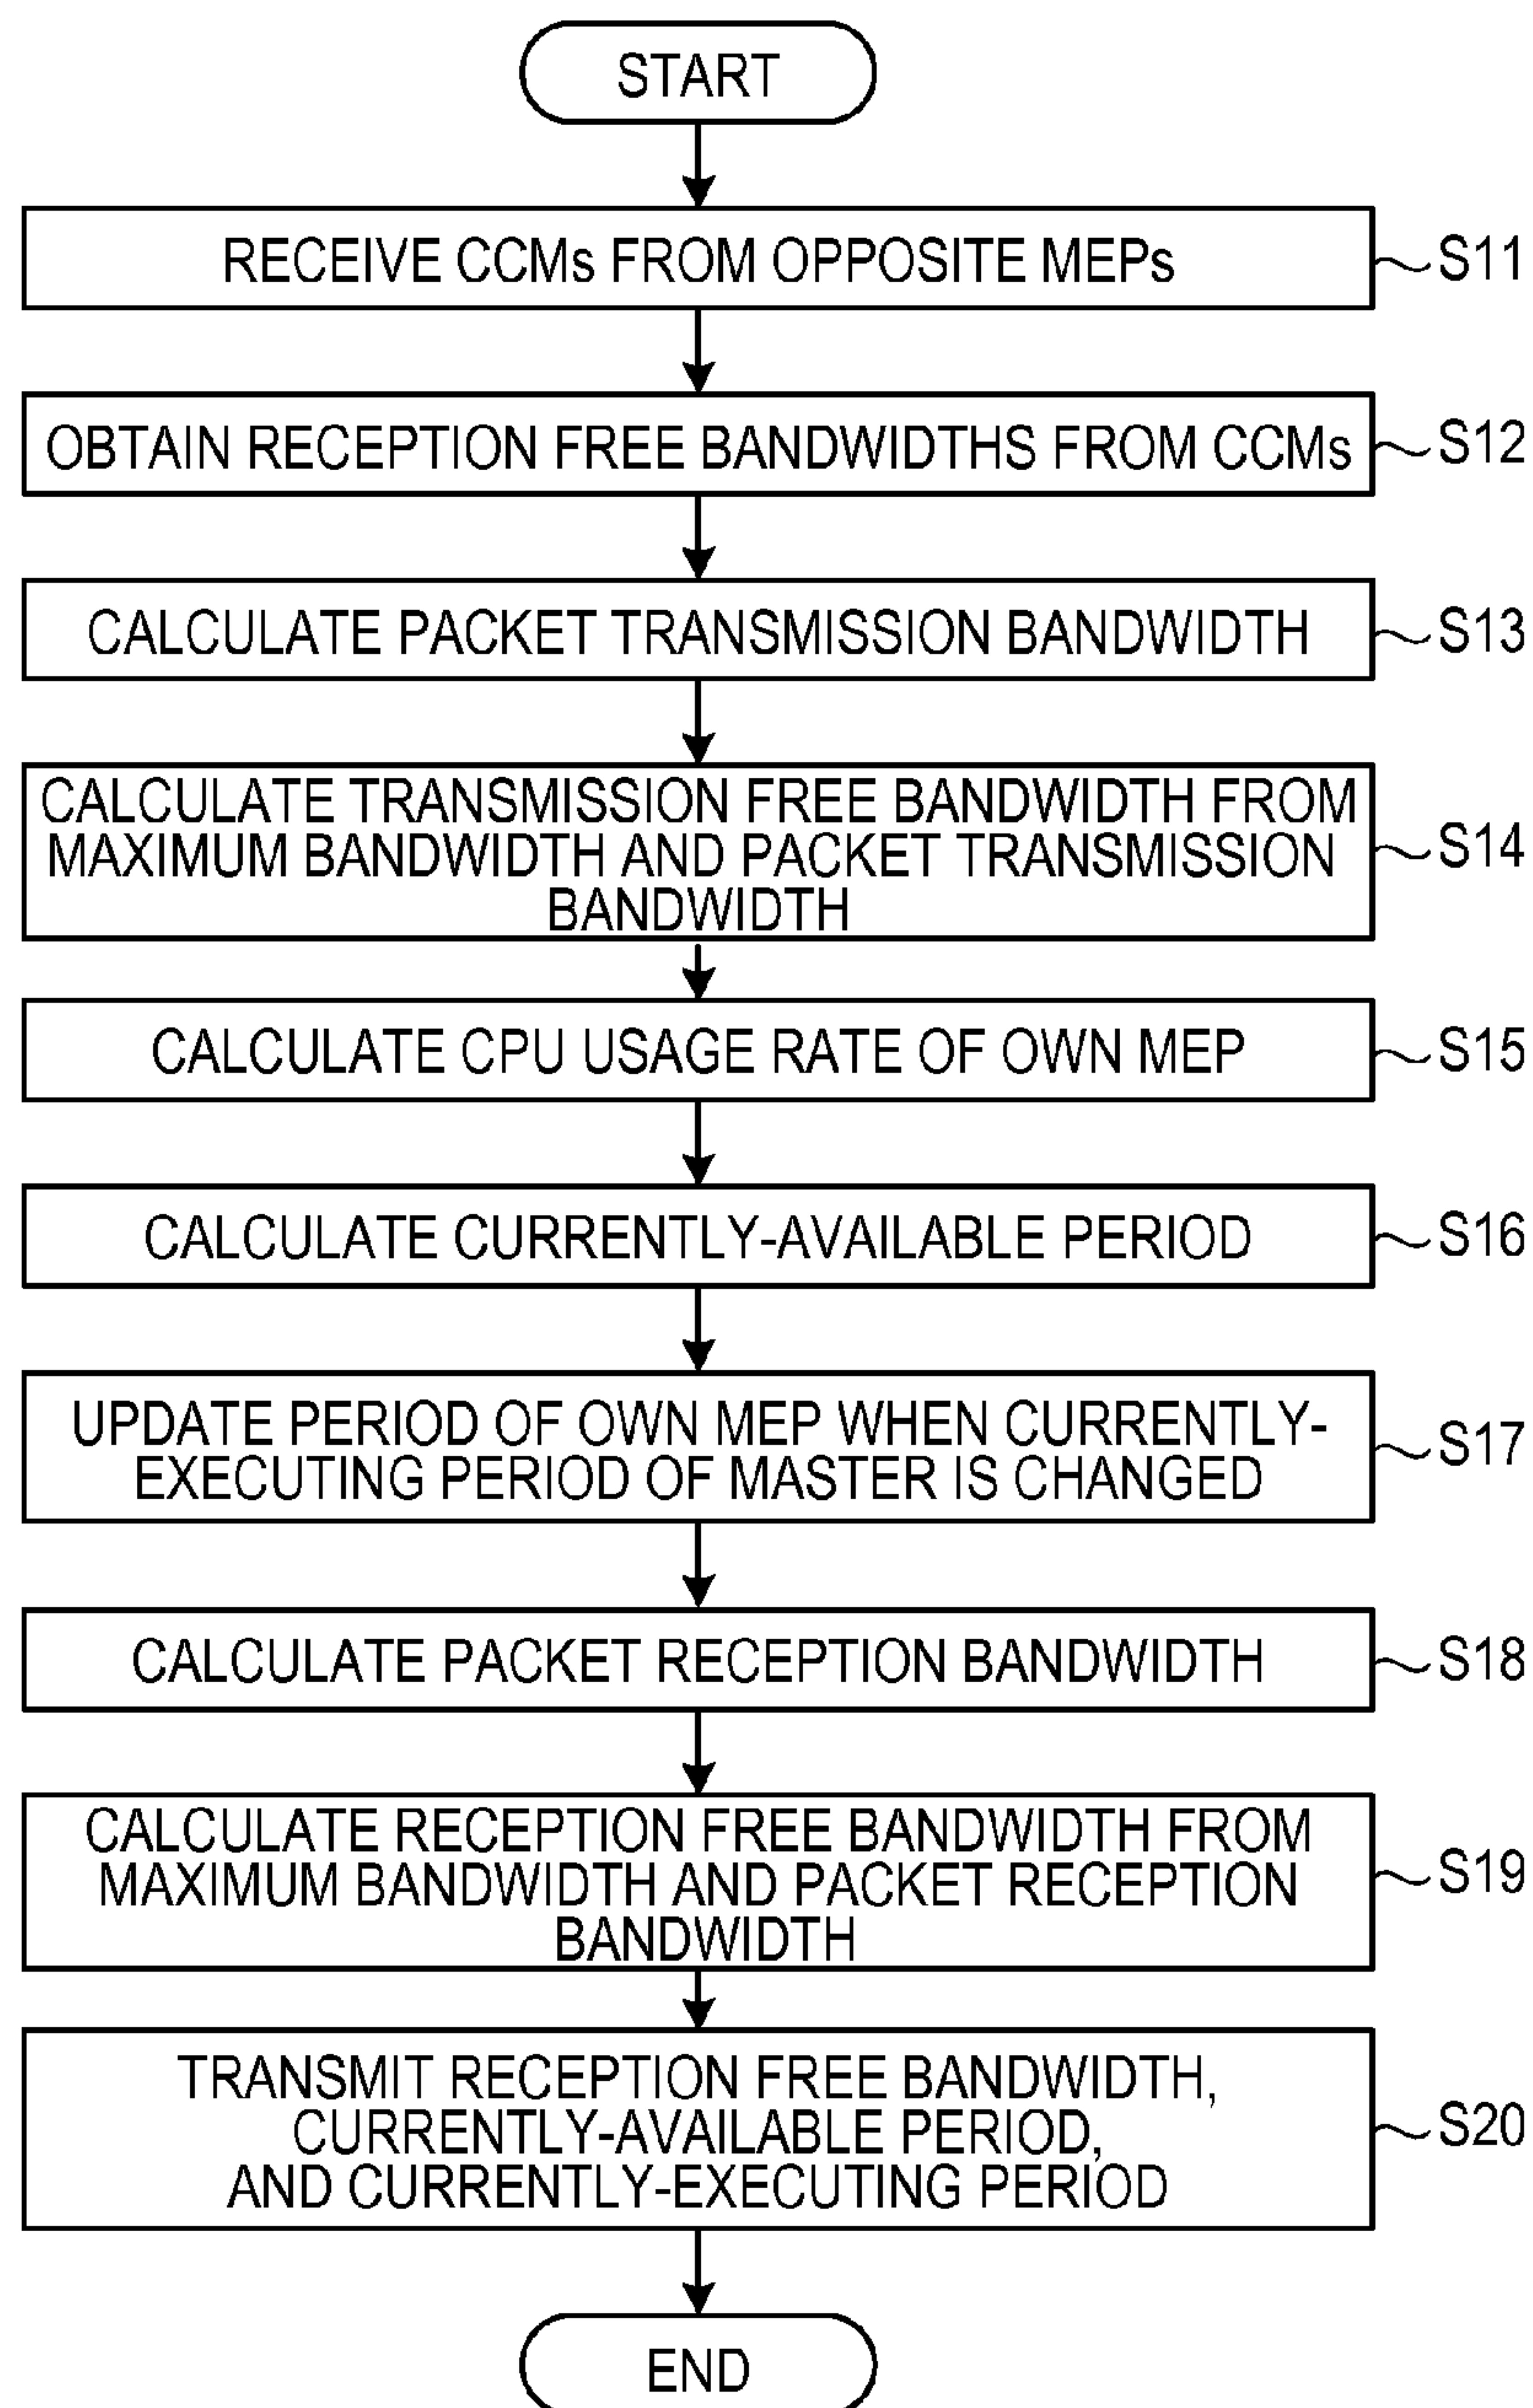 START
RECEIVE CCMs FROM OPPOSITE MEPs
S11
OBTAIN RECEPTION FREE BANDWIDTHS FROM CCMs
S12
CALCULATE PACKET TRANSMISSION BANDWIDTH
S13
CALCULATE TRANSMISSION FREE BANDWIDTH FROM
MAXIMUM BANDWIDTH AND PACKET TRANSMISSION
BANDWIDTH
S14
CALCULATE CPU USAGE RATE OF OWN MEP
S15
CALCULATE CURRENTLY-AVAILABLE PERIOD
S16
UPDATE PERIOD OF OWN MEP WHEN CURRENTLY-
EXECUTING PERIOD OF MASTER IS CHANGED
S17
CALCULATE PACKET RECEPTION BANDWIDTH
S18
CALCULATE RECEPTION FREE BANDWIDTH FROM
MAXIMUM BANDWIDTH AND PACKET RECEPTION
BANDWIDTH
S19
TRANSMIT RECEPTION FREE BANDWIDTH,
CURRENTLY-AVAILABLE PERIOD,
AND CURRENTLY-EXECUTING PERIOD
S20
END